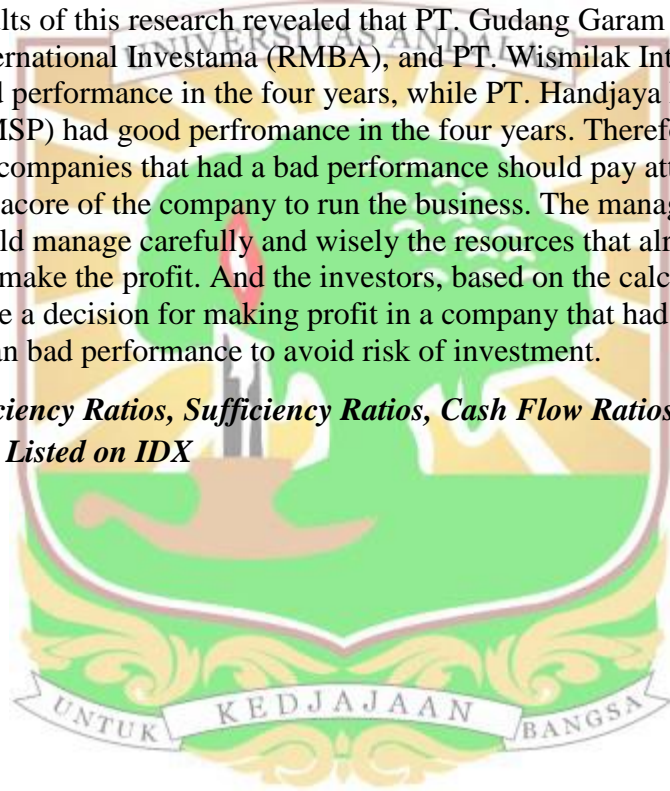 lts of this research revealed that PT. Gudang Garam
UNIVERSITAS ANDALAS
ernational Investama (RMBA), and PT. Wismilak Int
d performance in the four years, while PT. Handjaya
MSP) had good perfromance in the four years. Therefo
companies that had a bad performance should pay att
acore of the company to run the business. The manag
ld manage carefully and wisely the resources that alr
make the profit. And the investors, based on the calc
e a decision for making profit in a company that had
an bad performance to avoid risk of investment.
ciency Ratios, Sufficiency Ratios, Cash Flow Ratios
Listed on IDX
UNTUK KEDJAJAAN BANGSA